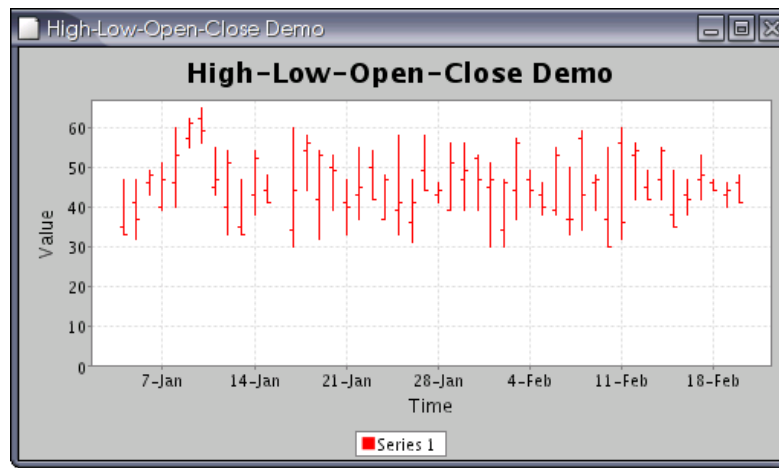 High-Low-Open-Close Demo
High-Low-Open-Close Demo
60
50
40
30
20
10
0
Value
7-Jan 14-Jan 21-Jan 28-Jan 4-Feb 11-Feb 18-Feb
Time
Series 1